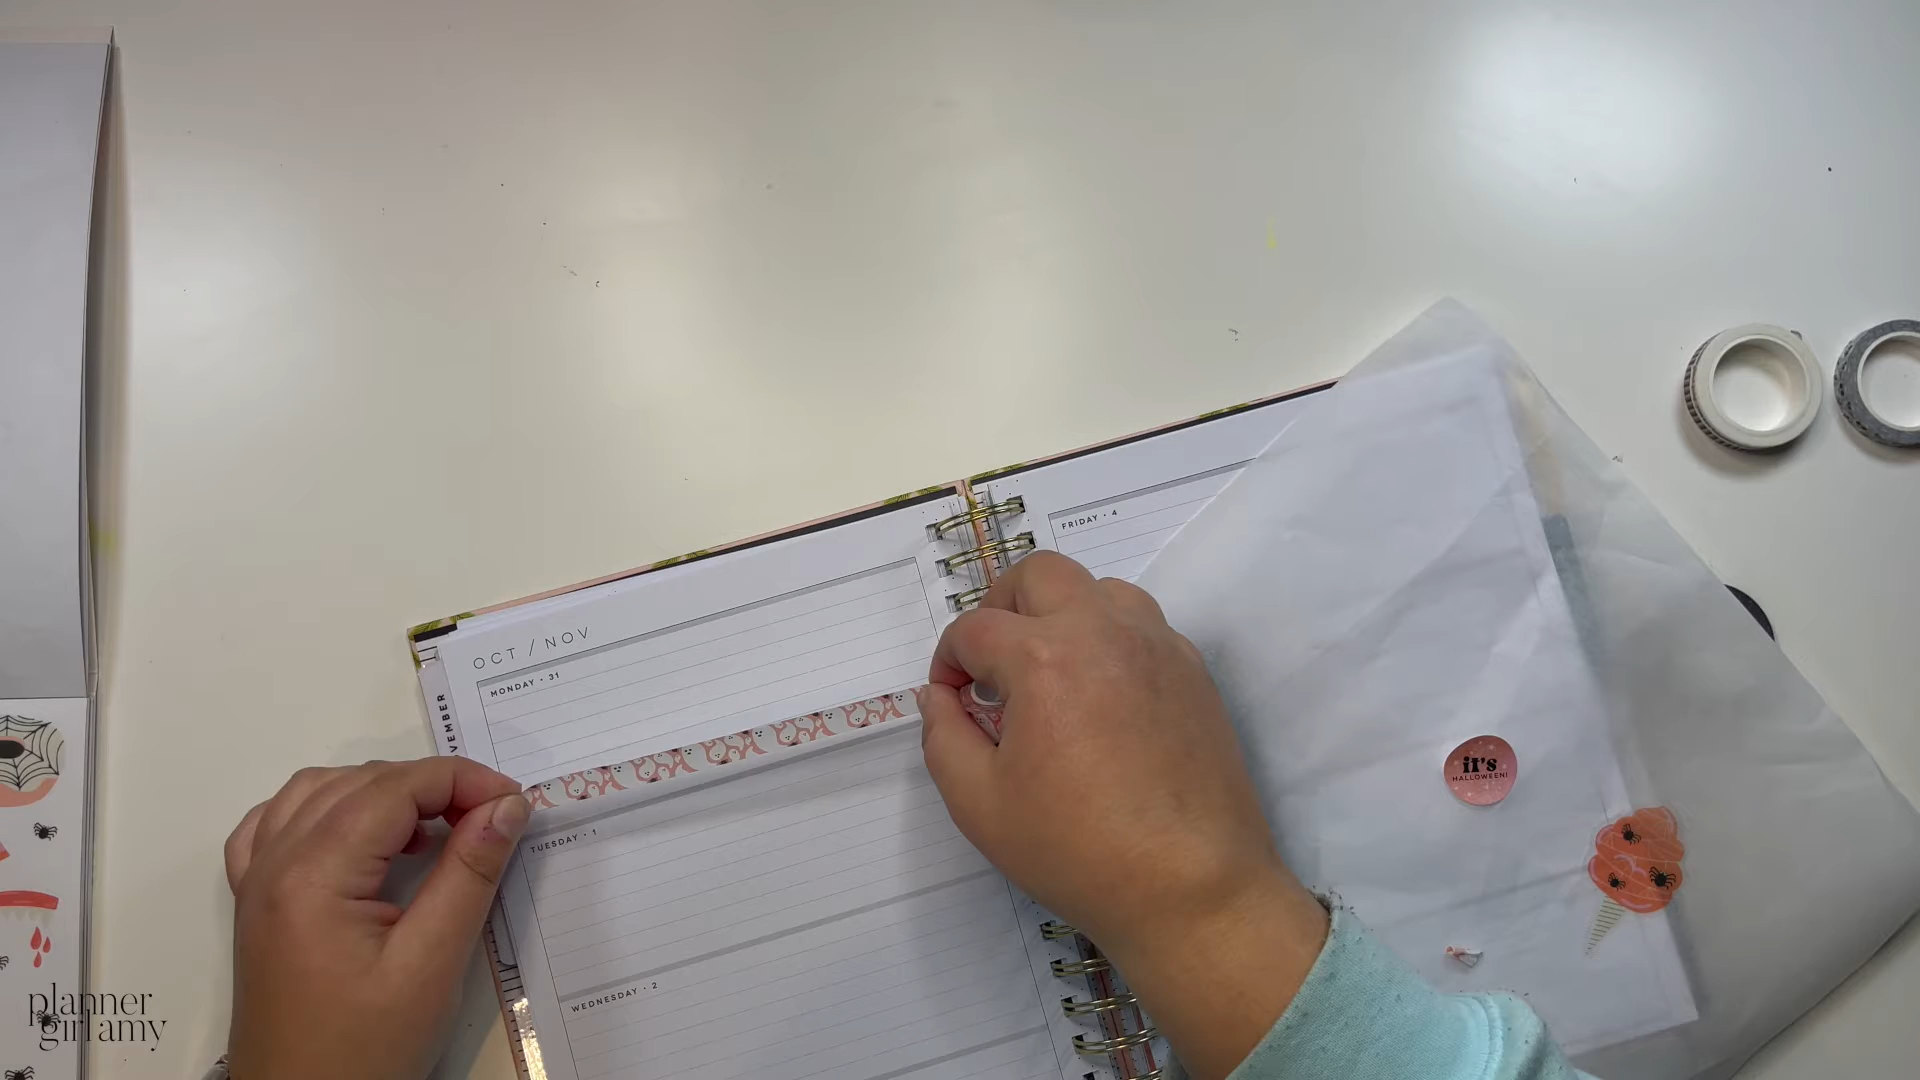 OCT / NOV
MONDAY • 31
VEMBER
TUESDAY • 1
WEDNESDAY • 2
FRIDAY • 4
it's
HALLOWEEN!
planner
girl amy